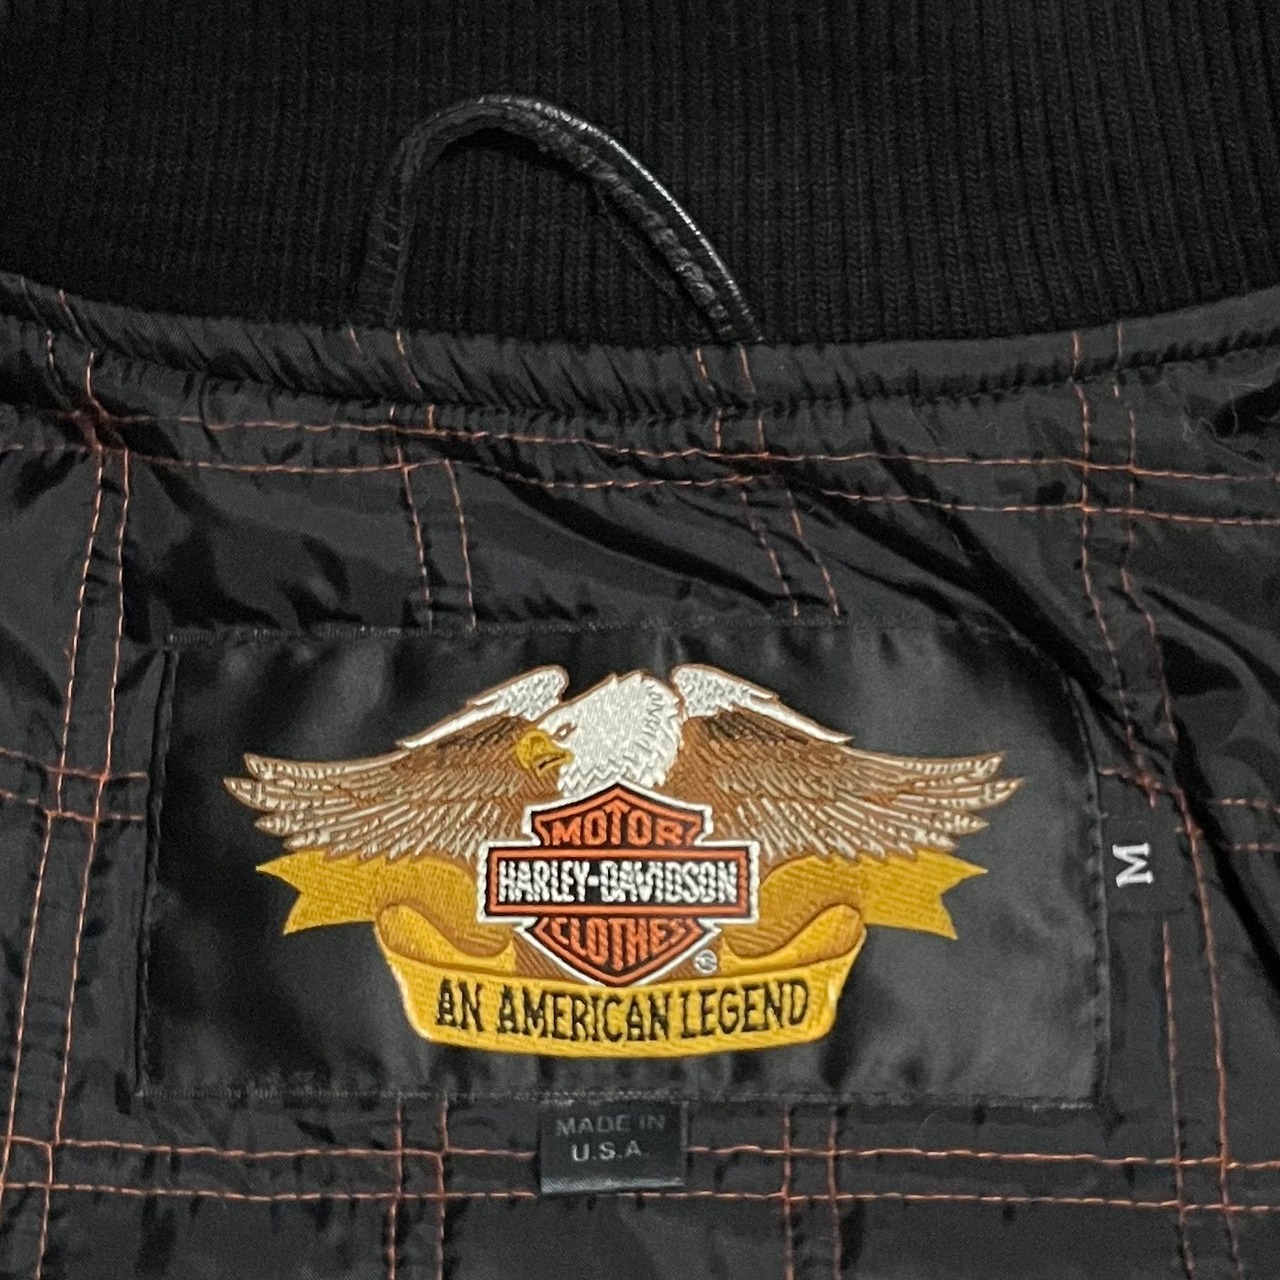 MOTOR
HARLEY-DAVIDSON
CLOTHES
AN AMERICAN LEGEND
M
MADE IN
U.S.A.